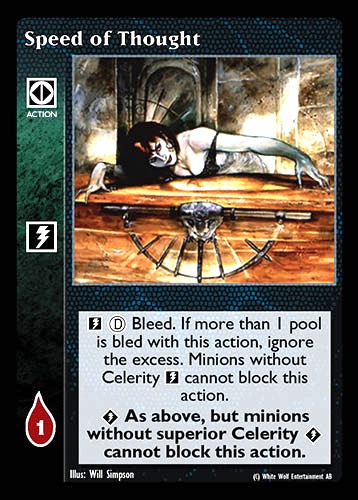 Speed of Thought
ACTION
D Bleed. If more than 1 pool
is bled with this action, ignore
the excess. Minions without
Celerity cannot block this
action.
As above, but minions
without superior Celerity
cannot block this action.
1
Illus: Will Simpson
(C) White Wolf Entertainment AB